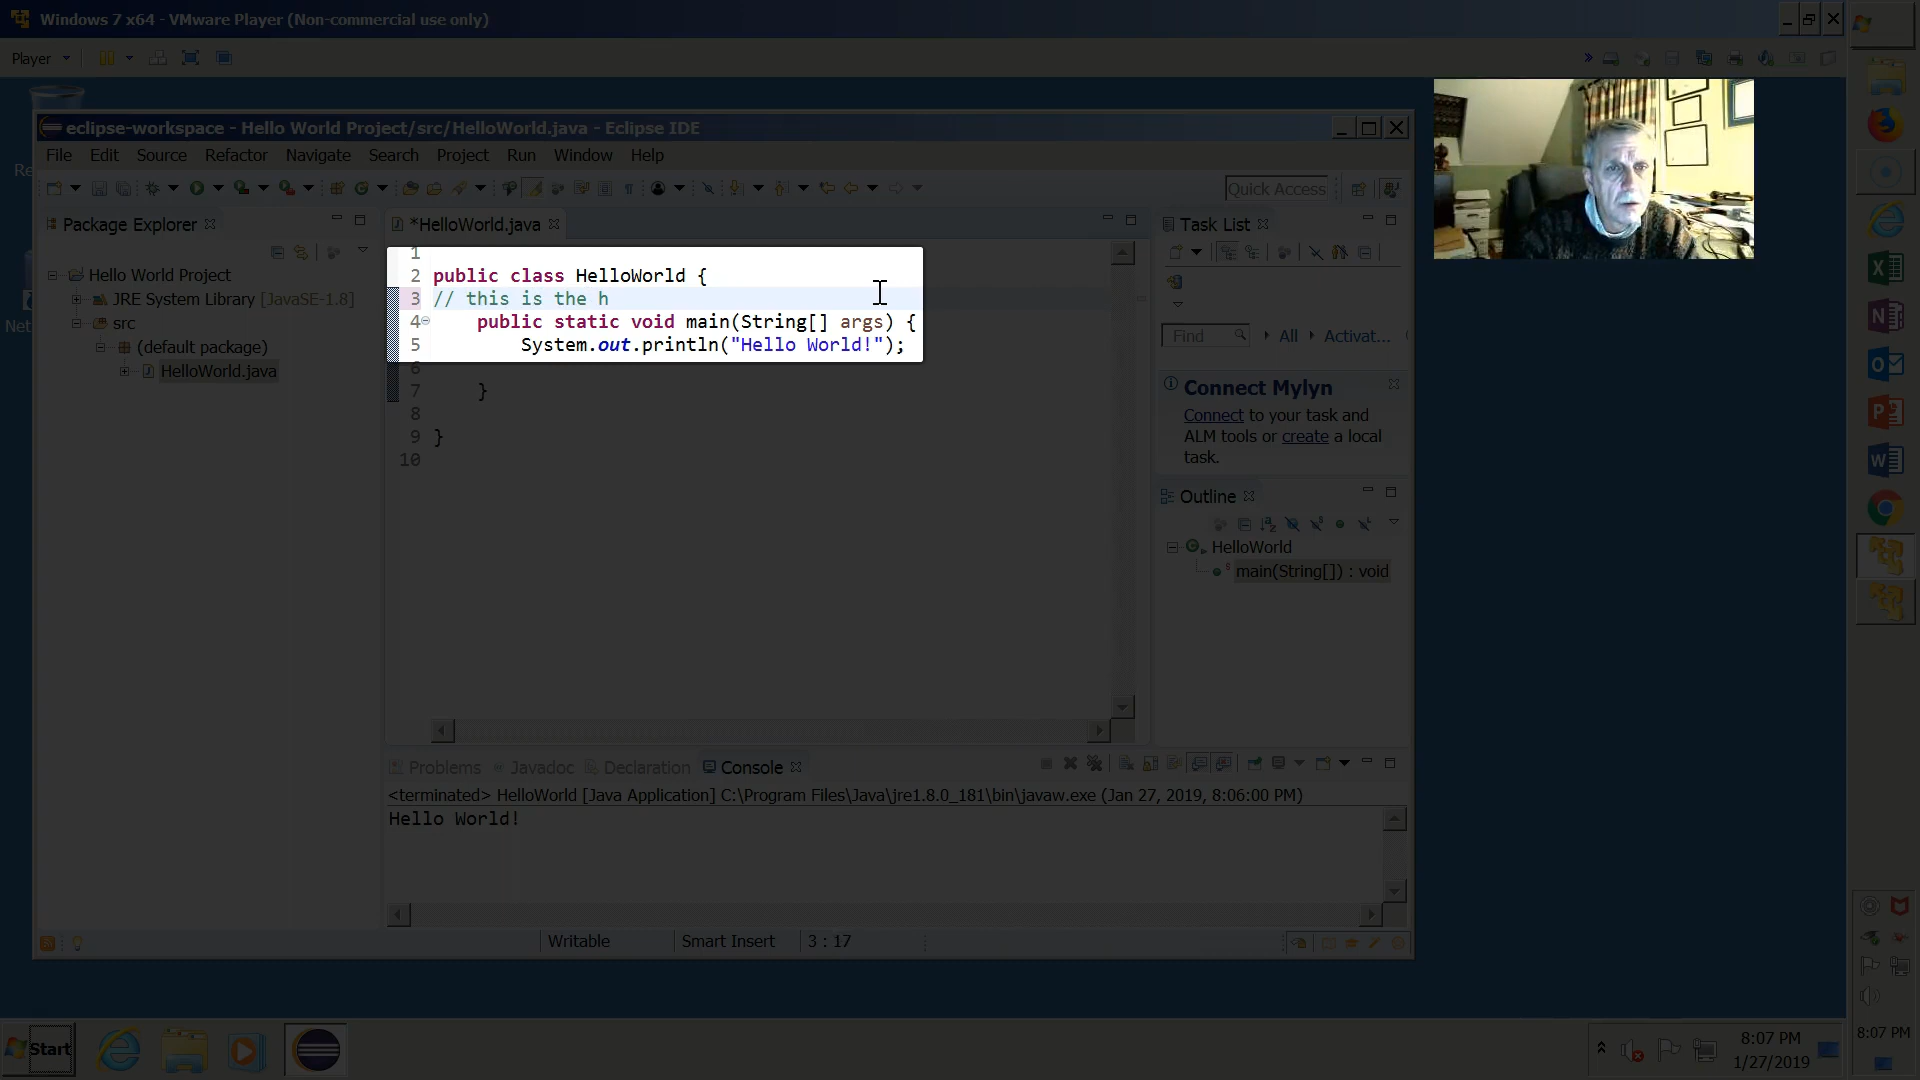 Windows 7 x64 - VMware Player (Non-commercial use only)
Player
eclipse-workspace - Hello World Project/src/HelloWorld.java - Eclipse IDE
File Edit Source Refactor Navigate Search Project Run Window Help
Quick Access
Package Explorer
*HelloWorld.java
Task List
Hello World Project
JRE System Library [JavaSE-1.8]
src
(default package)
HelloWorld.java
1
2 public class HelloWorld {
3 // this is the h
4 public static void main(String[] args) {
5 System.out.println("Hello World!");
6
7 }
8
9 }
10
Find All Activat...
Connect Mylyn
Connect to your task and
ALM tools or create a local
task.
Outline
HelloWorld
main(String[]) : void
Problems Javadoc Declaration Console
<terminated> HelloWorld [Java Application] C:\Program Files\Java\jre1.8.0_181\bin\javaw.exe (Jan 27, 2019, 8:06:00 PM)
Hello World!
Writable Smart Insert 3 : 17
Start
8:07 PM
1/27/2019
8:07 PM